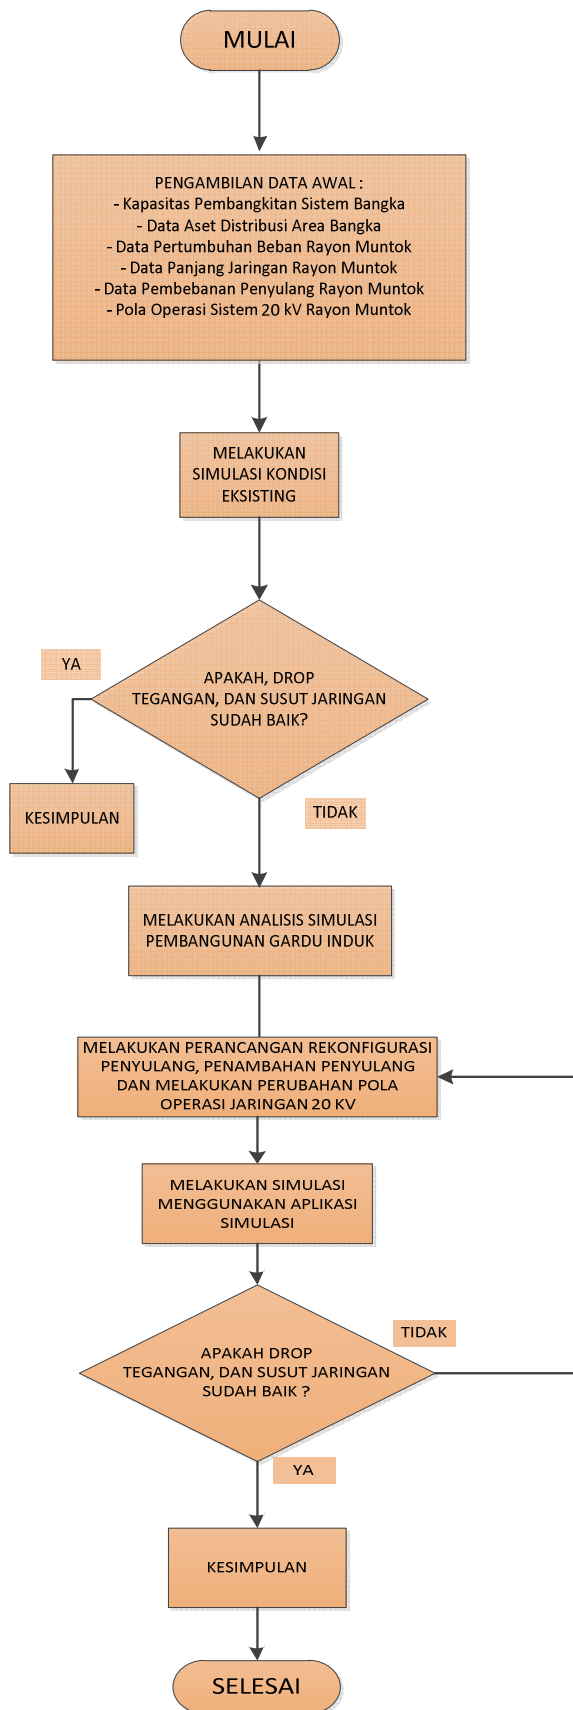 MULAI
PENGAMBILAN DATA AWAL :
- Kapasitas Pembangkitan Sistem Bangka
- Data Aset Distribusi Area Bangka
- Data Pertumbuhan Beban Rayon Muntok
- Data Panjang Jaringan Rayon Muntok
- Data Pembebanan Penyulang Rayon Muntok
- Pola Operasi Sistem 20 kV Rayon Muntok
MELAKUKAN
SIMULASI KONDISI
EKSISTING
YA
APAKAH, DROP
TEGANGAN, DAN SUSUT JARINGAN
SUDAH BAIK?
KESIMPULAN
TIDAK
MELAKUKAN ANALISIS SIMULASI
PEMBANGUNAN GARDU INDUK
MELAKUKAN PERANCANGAN REKONFIGURASI
PENYULANG, PENAMBAHAN PENYULANG
DAN MELAKUKAN PERUBAHAN POLA
OPERASI JARINGAN 20 KV
MELAKUKAN SIMULASI
MENGGUNAKAN APLIKASI
SIMULASI
TIDAK
APAKAH DROP
TEGANGAN, DAN SUSUT JARINGAN
SUDAH BAIK ?
YA
KESIMPULAN
SELESAI